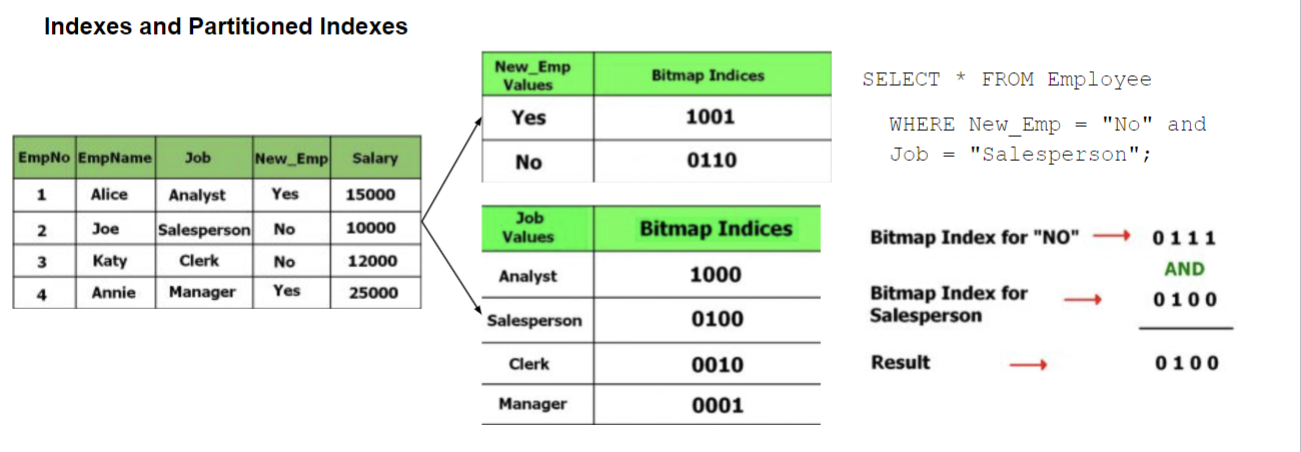 Indexes and Partitioned Indexes
EmpNo EmpName Job New_Emp Salary
1 Alice Analyst Yes 15000
2 Joe Salesperson No 10000
3 Katy Clerk No 12000
4 Annie Manager Yes 25000
New_Emp
Values
Bitmap Indices
Yes 1001
No 0110
Job
Values
Bitmap Indices
Analyst 1000
Salesperson 0100
Clerk 0010
Manager 0001
SELECT * FROM Employee
WHERE New_Emp = "No" and
Job = "Salesperson";
Bitmap Index for "NO" 0 1 1 1
AND
Bitmap Index for
Salesperson
0 1 0 0
Result 0 1 0 0